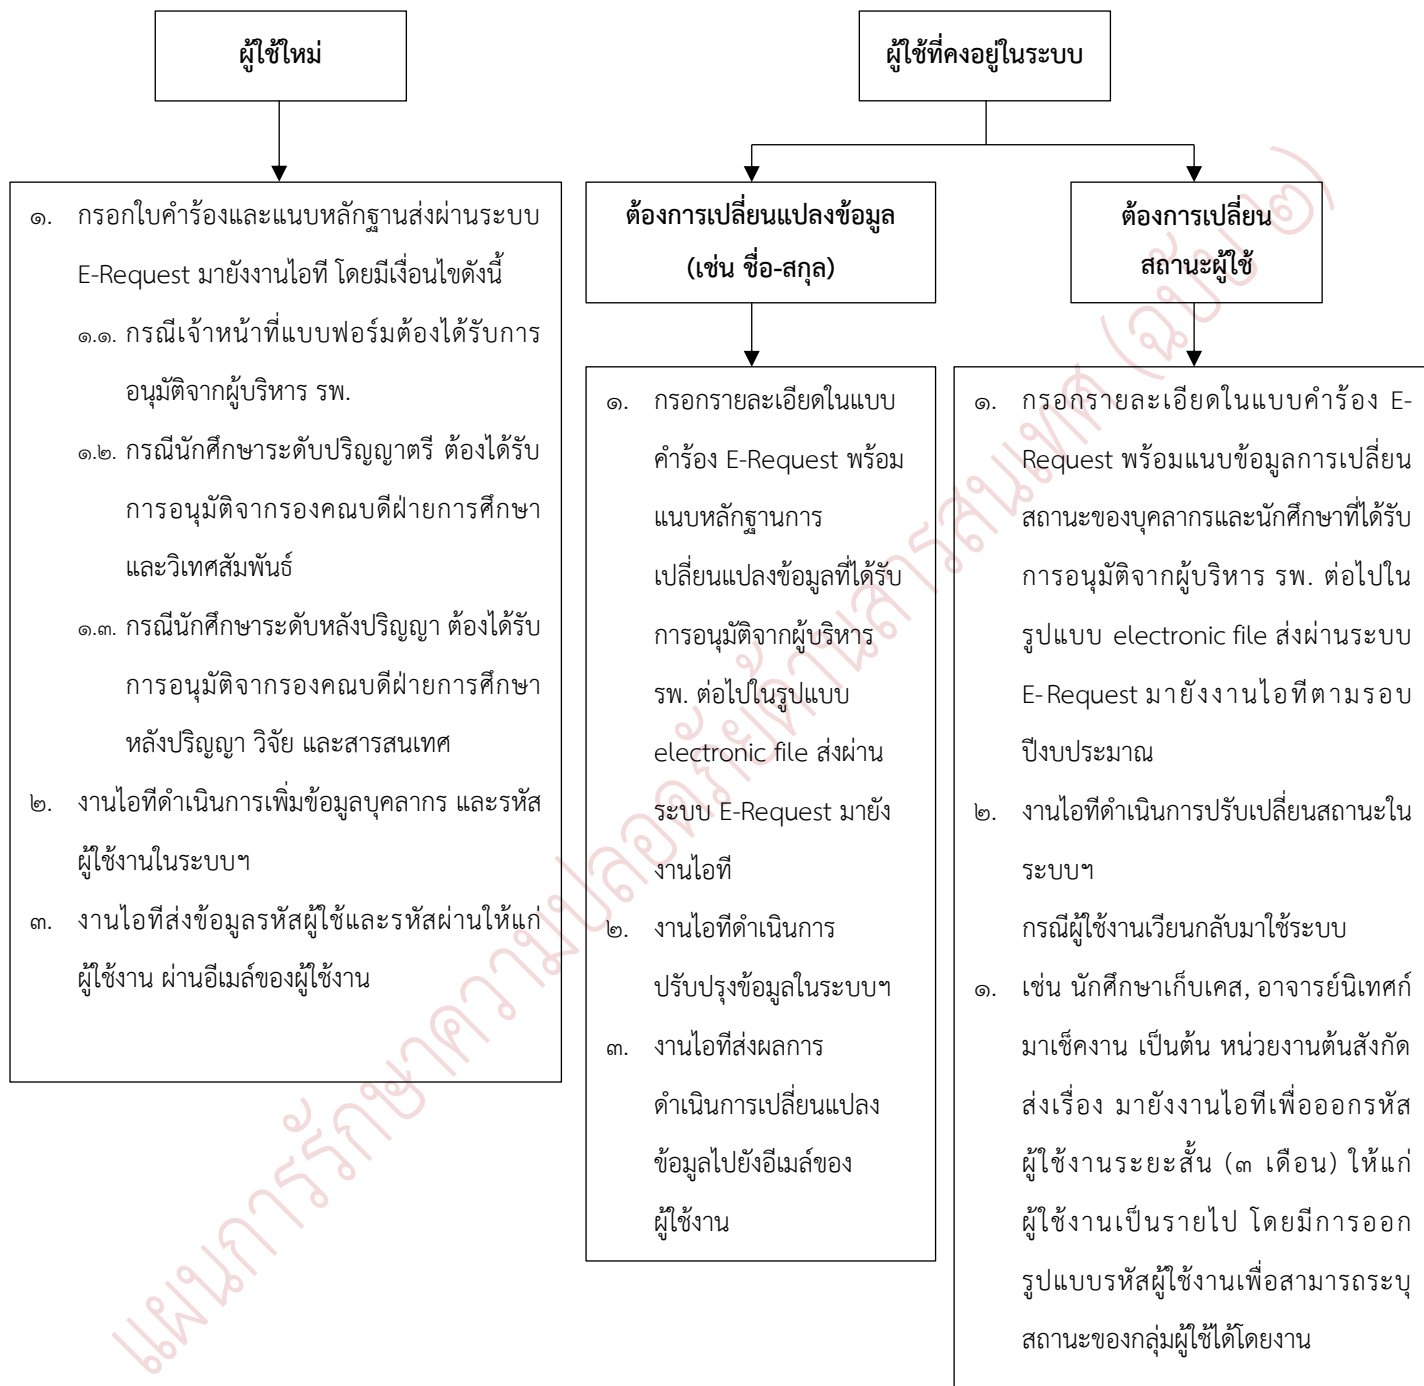 ผู้ใช้ใหม่
ผู้ใช้ที่คงอยู่ในระบบ
๑. กรอกใบคำร้องและแนบหลักฐานส่งผ่านระบบ
E-Request มายังงานไอที โดยมีเงื่อนไขดังนี้
๑.๑. กรณีเจ้าหน้าที่แบบฟอร์มต้องได้รับการ
อนุมัติจากผู้บริหาร รพ.
๑.๒. กรณีนักศึกษาระดับปริญญาตรี ต้องได้รับ
การอนุมัติจากรองคณบดีฝ่ายการศึกษา
และวิเทศสัมพันธ์
๑.๓. กรณีนักศึกษาระดับหลังปริญญา ต้องได้รับ
การอนุมัติจากรองคณบดีฝ่ายการศึกษา
หลังปริญญา วิจัย และสารสนเทศ
๒. งานไอทีดำเนินการเพิ่มข้อมูลบุคลากร และรหัส
ผู้ใช้งานในระบบฯ
๓. งานไอทีส่งข้อมูลรหัสผู้ใช้และรหัสผ่านให้แก่
ผู้ใช้งาน ผ่านอีเมล์ของผู้ใช้งาน
ต้องการเปลี่ยนแปลงข้อมูล
(เช่น ชื่อ-สกุล)
๑. กรอกรายละเอียดในแบบ
คำร้อง E-Request พร้อม
แนบหลักฐานการ
เปลี่ยนแปลงข้อมูลที่ได้รับ
การอนุมัติจากผู้บริหาร
รพ. ต่อไปในรูปแบบ
electronic file ส่งผ่าน
ระบบ E-Request มายัง
งานไอที
๒. งานไอทีดำเนินการ
ปรับปรุงข้อมูลในระบบฯ
๓. งานไอทีส่งผลการ
ดำเนินการเปลี่ยนแปลง
ข้อมูลไปยังอีเมล์ของ
ผู้ใช้งาน
ต้องการเปลี่ยน
สถานะผู้ใช้
๑. กรอกรายละเอียดในแบบคำร้อง E-
Request พร้อมแนบข้อมูลการเปลี่ยน
สถานะของบุคลากรและนักศึกษาที่ได้รับ
การอนุมัติจากผู้บริหาร รพ. ต่อไปใน
รูปแบบ electronic file ส่งผ่านระบบ
E-Request มายังงานไอทีตามรอบ
ปีงบประมาณ
๒. งานไอทีดำเนินการปรับเปลี่ยนสถานะใน
ระบบฯ
กรณีผู้ใช้งานเวียนกลับมาใช้ระบบ
๑. เช่น นักศึกษาเก็บเคส, อาจารย์นิเทศก์
มาเช็คงาน เป็นต้น หน่วยงานต้นสังกัด
ส่งเรื่อง มายังงานไอทีเพื่อออกรหัส
ผู้ใช้งานระยะสั้น (๓ เดือน) ให้แก่
ผู้ใช้งานเป็นรายไป โดยมีการออก
รูปแบบรหัสผู้ใช้งานเพื่อสามารถระบุ
สถานะของกลุ่มผู้ใช้ได้โดยงาน
แผนการรักษาความปลอดภัยด้านสารสนเทศ (ฉบับ ๒)